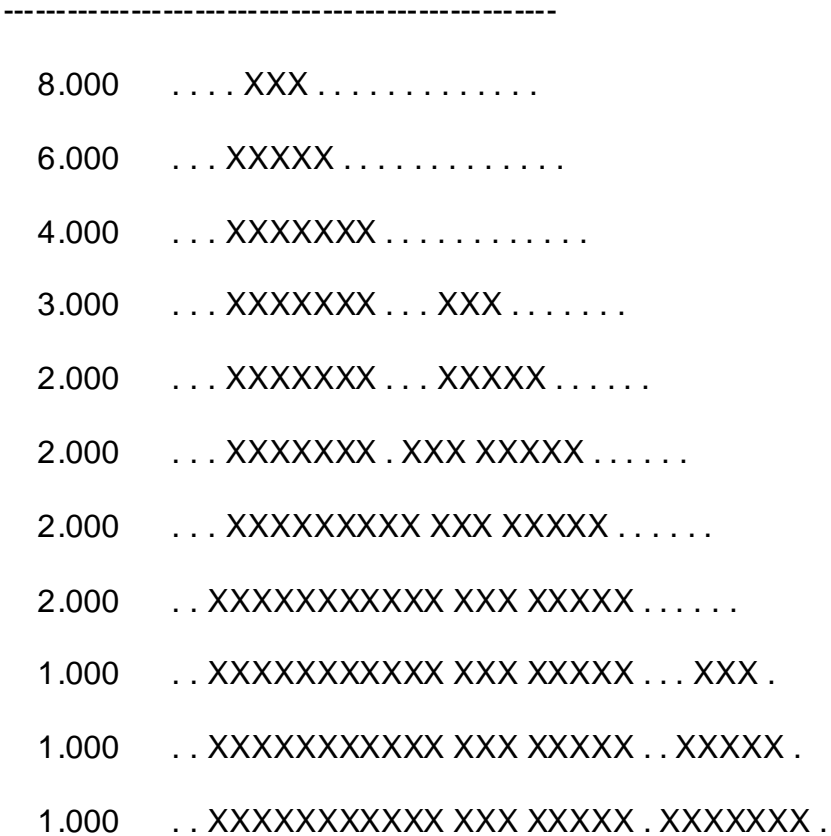 ----------------------------------------------------
8.000 . . . . XXX . . . . . . . . . . . . .
6.000 . . . XXXXX . . . . . . . . . . . . .
4.000 . . . XXXXXXX . . . . . . . . . . . .
3.000 . . . XXXXXXX . . . XXX . . . . . . .
2.000 . . . XXXXXXX . . . XXXXX . . . . . .
2.000 . . . XXXXXXX . XXX XXXXX . . . . . .
2.000 . . . XXXXXXXXX XXX XXXXX . . . . . .
2.000 . . XXXXXXXXXXX XXX XXXXX . . . . . .
1.000 . . XXXXXXXXXXX XXX XXXXX . . . XXX .
1.000 . . XXXXXXXXXXX XXX XXXXX . . XXXXX .
1.000 . . XXXXXXXXXXX XXX XXXXX . XXXXXXX .